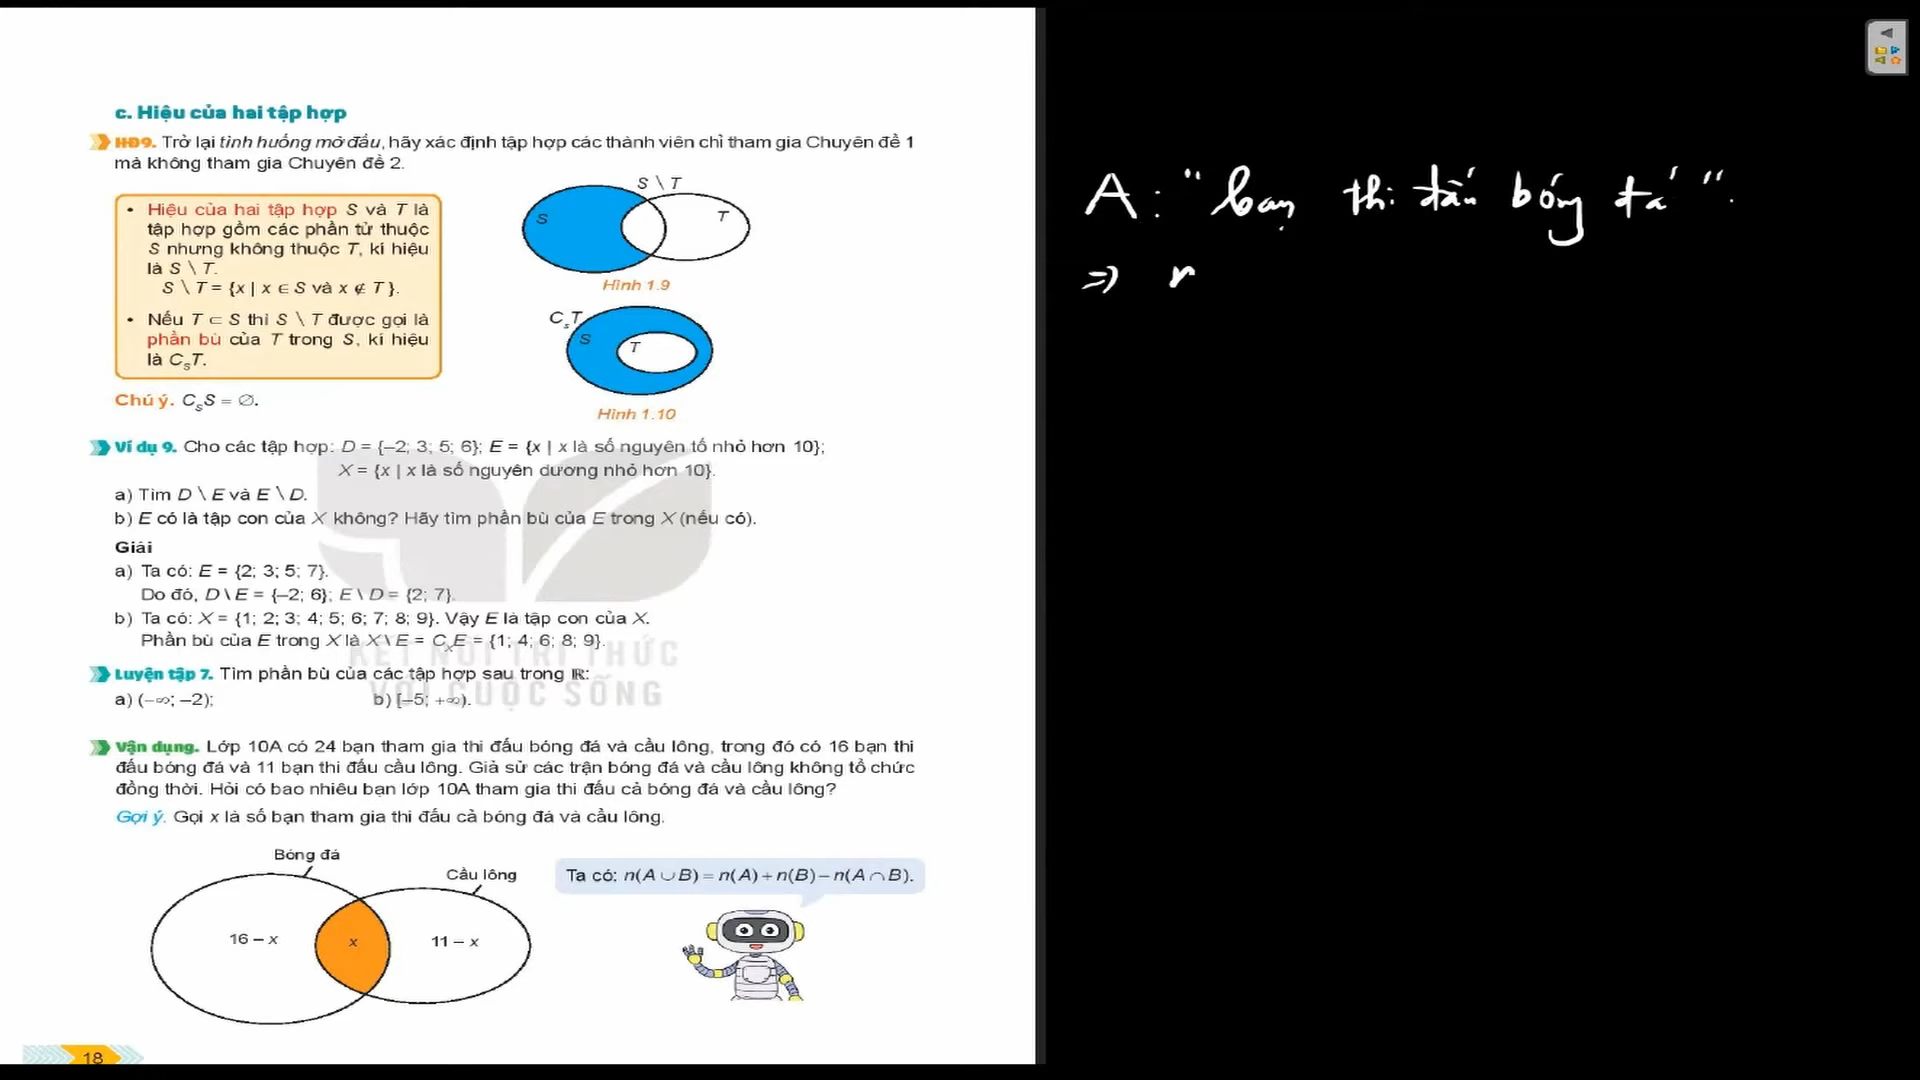 c. Hiệu của hai tập hợp
HĐ9. Trở lại tình huống mở đầu, hãy xác định tập hợp các thành viên chỉ tham gia Chuyên đề 1
mà không tham gia Chuyên đề 2.
• Hiệu của hai tập hợp S và T là
tập hợp gồm các phần tử thuộc
S nhưng không thuộc T, kí hiệu
là S \ T.
S \ T = {x | x ∈ S và x ∉ T }.
• Nếu T ⊂ S thì S \ T được gọi là
phần bù của T trong S, kí hiệu
là CₛT.
S \ T
S
T
Hình 1.9
CₛT
S
T
Hình 1.10
Chú ý. CₛS = ∅.
Ví dụ 9. Cho các tập hợp: D = {–2; 3; 5; 6}; E = {x | x là số nguyên tố nhỏ hơn 10};
X = {x | x là số nguyên dương nhỏ hơn 10}.
a) Tìm D \ E và E \ D.
b) E có là tập con của X không? Hãy tìm phần bù của E trong X (nếu có).
Giải
a) Ta có: E = {2; 3; 5; 7}.
Do đó, D \ E = {–2; 6}; E \ D = {2; 7}.
b) Ta có: X = {1; 2; 3; 4; 5; 6; 7; 8; 9}. Vậy E là tập con của X.
Phần bù của E trong X là X \ E = CₓE = {1; 4; 6; 8; 9}.
KẾT NỐI TRI THỨC
VỚI CUỘC SỐNG
Luyện tập 7. Tìm phần bù của các tập hợp sau trong ℝ:
a) (–∞; –2);
b) [–5; +∞).
Vận dụng. Lớp 10A có 24 bạn tham gia thi đấu bóng đá và cầu lông, trong đó có 16 bạn thi
đấu bóng đá và 11 bạn thi đấu cầu lông. Giả sử các trận bóng đá và cầu lông không tổ chức
đồng thời. Hỏi có bao nhiêu bạn lớp 10A tham gia thi đấu cả bóng đá và cầu lông?
Gợi ý. Gọi x là số bạn tham gia thi đấu cả bóng đá và cầu lông.
Bóng đá
Cầu lông
16 – x
x
11 – x
Ta có: n(A ∪ B) = n(A) + n(B) – n(A ∩ B).
18
A : "bạn thi đấu bóng đá".
⇒ n